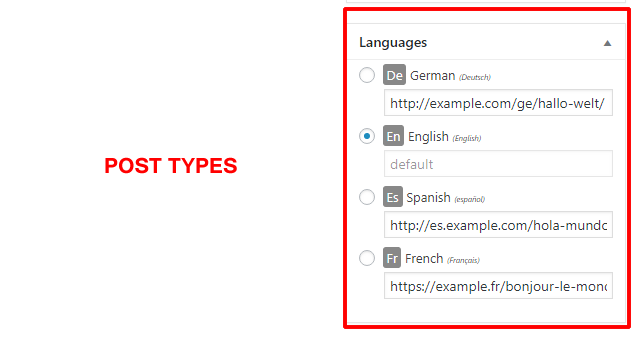 POST TYPES
Languages
De German (Deutsch)
http://example.com/ge/hallo-welt/
En English (English)
default
Es Spanish (español)
http://es.example.com/hola-mundo
Fr French (Français)
https://example.fr/bonjour-le-mond